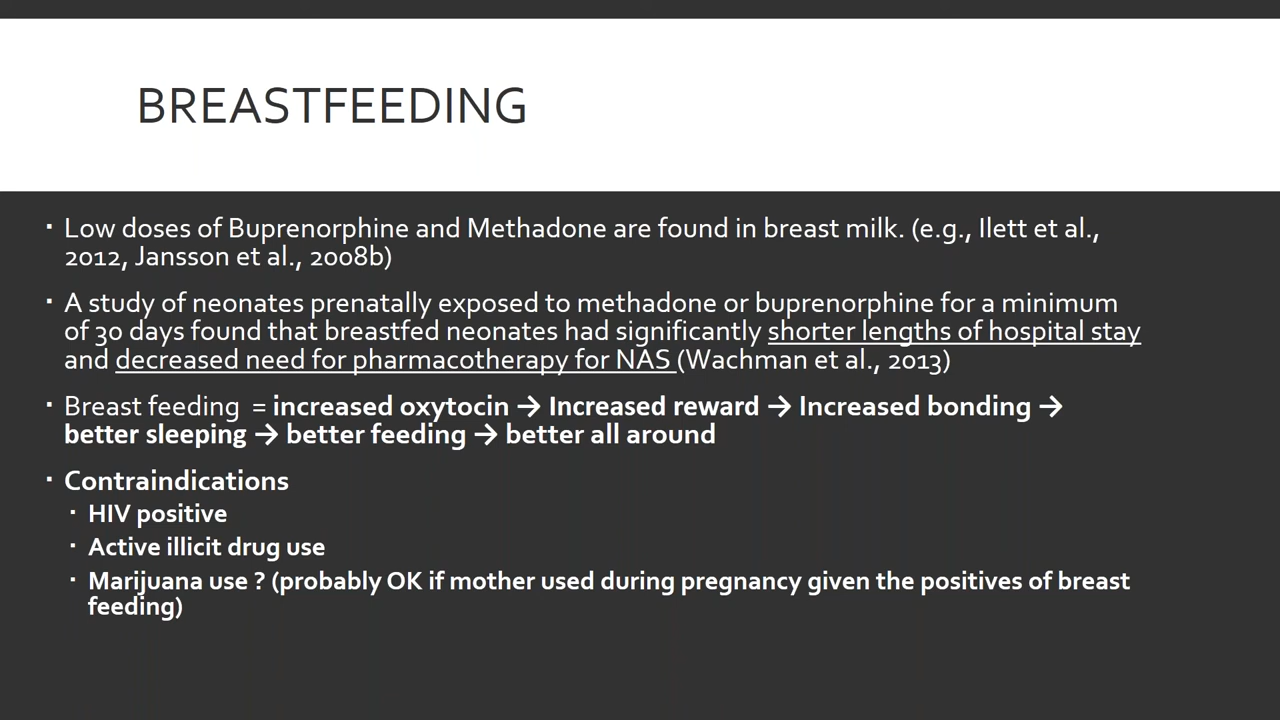 BREASTFEEDING
▪ Low doses of Buprenorphine and Methadone are found in breast milk. (e.g., Ilett et al.,
2012, Jansson et al., 2008b)
▪ A study of neonates prenatally exposed to methadone or buprenorphine for a minimum
of 30 days found that breastfed neonates had significantly shorter lengths of hospital stay
and decreased need for pharmacotherapy for NAS (Wachman et al., 2013)
▪ Breast feeding = increased oxytocin → Increased reward → Increased bonding →
better sleeping → better feeding → better all around
▪ Contraindications
▪ HIV positive
▪ Active illicit drug use
▪ Marijuana use ? (probably OK if mother used during pregnancy given the positives of breast
feeding)